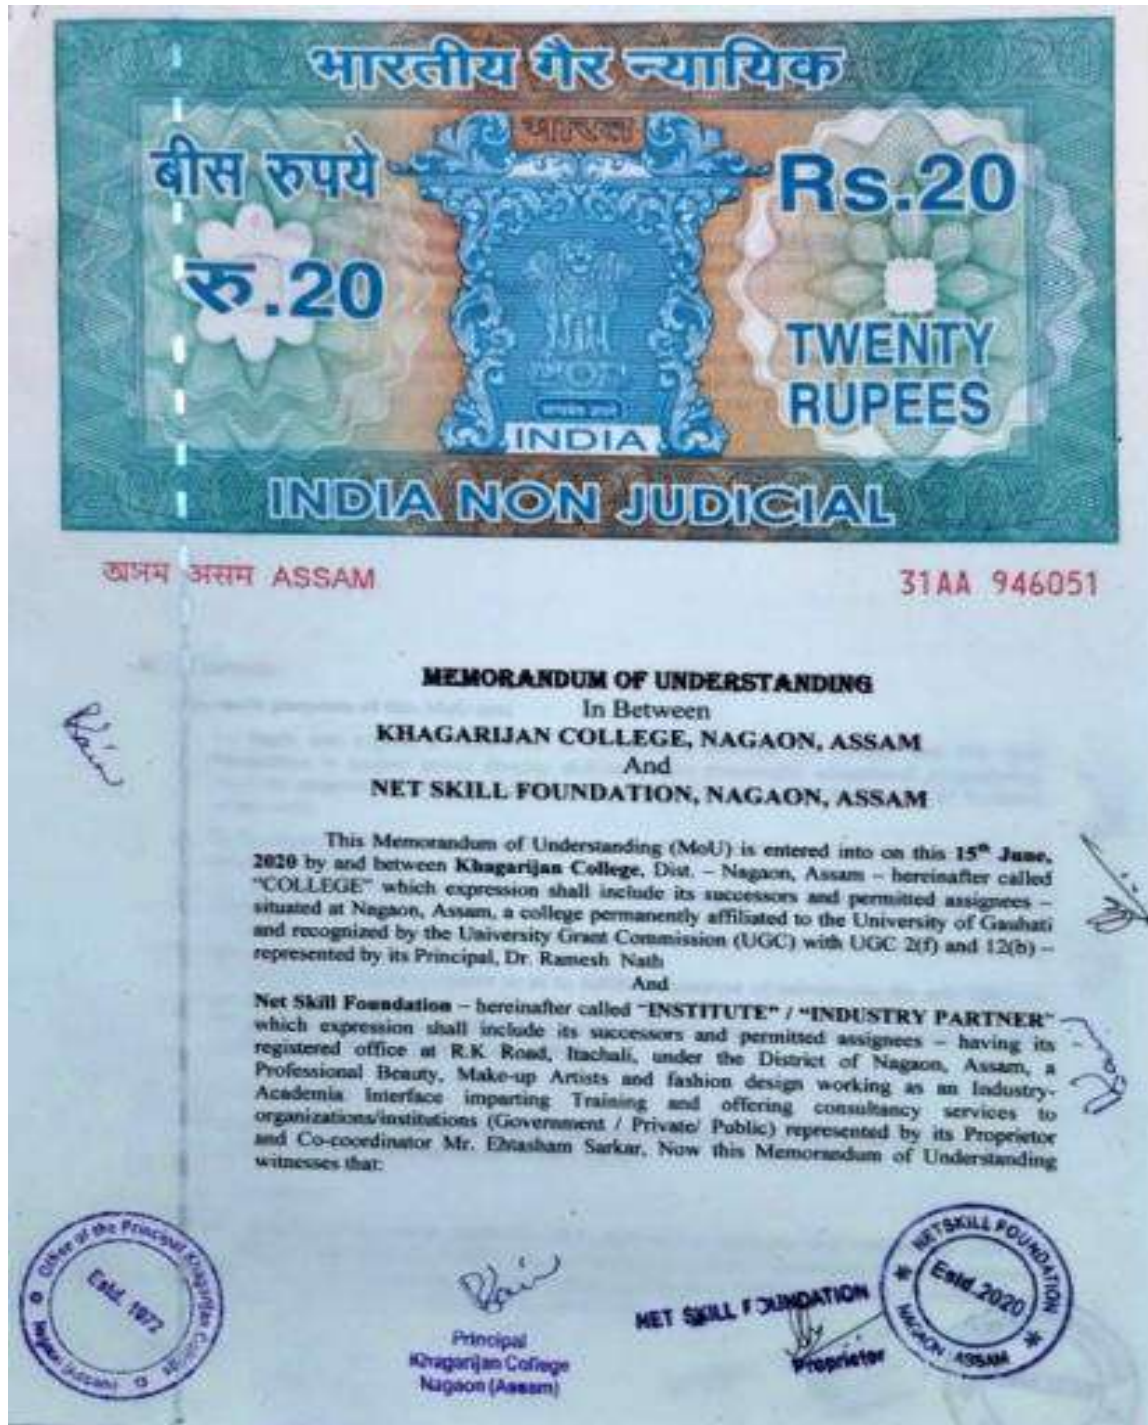 भारतीय गैर न्यायिक
भारत
बीस रुपये
रु.20
Rs.20
TWENTY
RUPEES
INDIA
INDIA NON JUDICIAL
অসম असम ASSAM
31AA 946051
MEMORANDUM OF UNDERSTANDING
In Between
KHAGARIJAN COLLEGE, NAGAON, ASSAM
And
NET SKILL FOUNDATION, NAGAON, ASSAM
This Memorandum of Understanding (MoU) is entered into on this 15th June,
2020 by and between Khagarijan College, Dist. – Nagaon, Assam – hereinafter called
"COLLEGE" which expression shall include its successors and permitted assignees –
situated at Nagaon, Assam, a college permanently affiliated to the University of Gauhati
and recognized by the University Grant Commission (UGC) with UGC 2(f) and 12(b) –
represented by its Principal, Dr. Ramesh Nath
And
Net Skill Foundation – hereinafter called "INSTITUTE" / "INDUSTRY PARTNER"
which expression shall include its successors and permitted assignees – having its
registered office at R.K Road, Itachali, under the District of Nagaon, Assam, a
Professional Beauty, Make-up Artists and fashion design working as an Industry-
Academia Interface imparting Training and offering consultancy services to
organizations/institutions (Government / Private/ Public) represented by its Proprietor
and Co-coordinator Mr. Ehtasham Sarkar, Now this Memorandum of Understanding
witnesses that:
Office of the Principal Khagarijan College
Estd. 1972
Nagaon (Assam)
Principal
Khagarijan College
Nagaon (Assam)
NET SKILL FOUNDATION
Proprietor
NETSKILL FOUNDATION
Estd.2020
NAGAON ASSAM